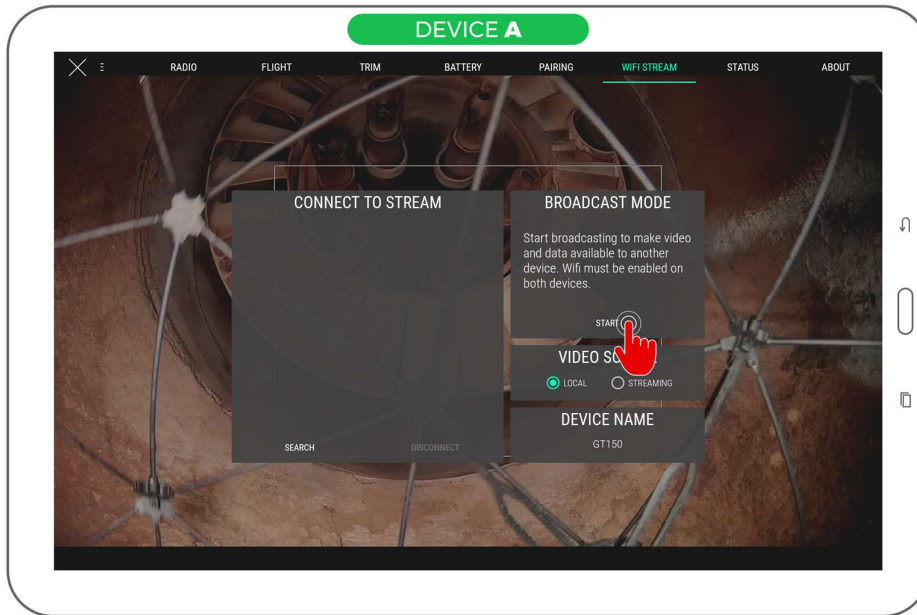 DEVICE A
RADIO FLIGHT TRIM BATTERY PAIRING WIFI STREAM STATUS ABOUT
CONNECT TO STREAM
SEARCH DISCONNECT
BROADCAST MODE
Start broadcasting to make video
and data available to another
device. Wifi must be enabled on
both devices.
START
VIDEO
LOCAL STREAMING
DEVICE NAME
GT150